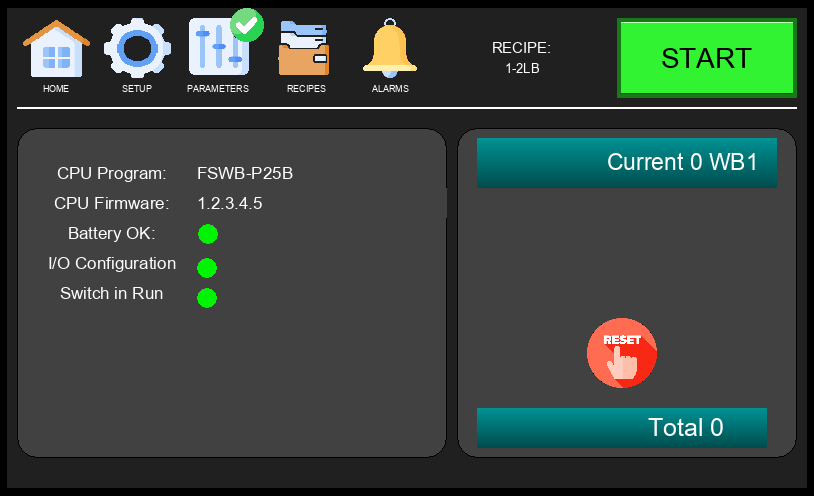 HOME
SETUP
PARAMETERS
RECIPES
ALARMS
RECIPE:
1-2LB
START
CPU Program: FSWB-P25B
CPU Firmware: 1.2.3.4.5
Battery OK:
I/O Configuration
Switch in Run
Current 0 WB1
RESET
Total 0